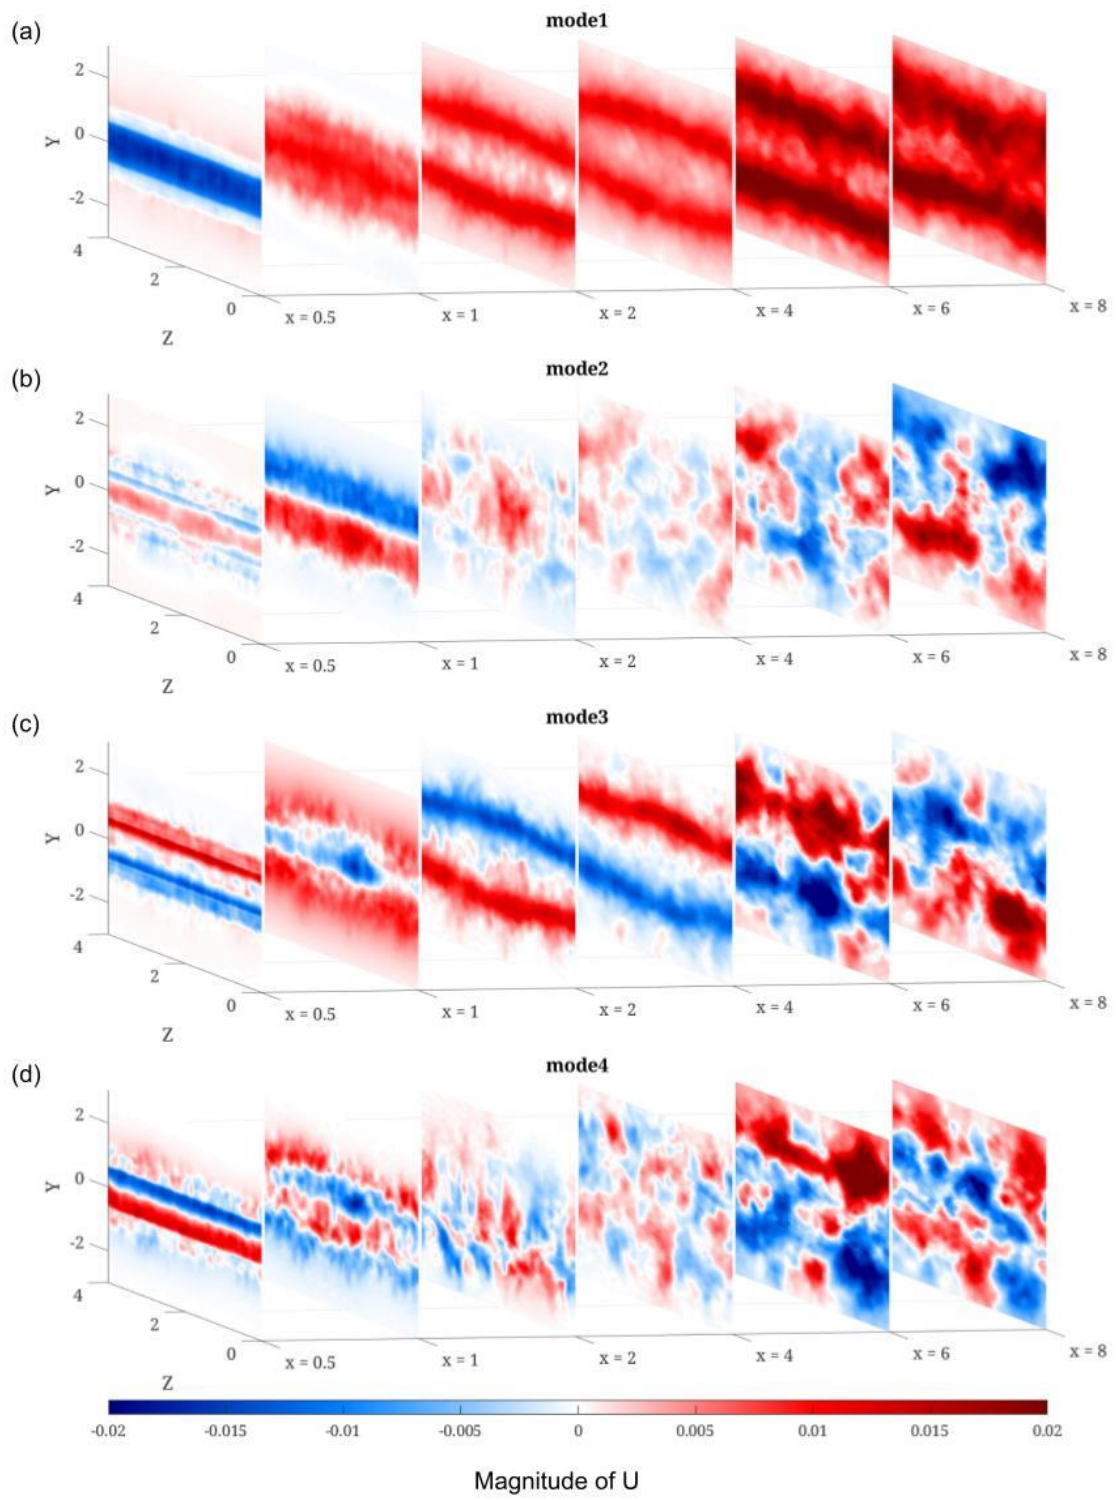 (a)
mode1
2
0
-2
Y
4
2
0
Z
x = 0.5
x = 1
x = 2
x = 4
x = 6
x = 8
(b)
mode2
2
0
-2
Y
4
2
0
Z
x = 0.5
x = 1
x = 2
x = 4
x = 6
x = 8
(c)
mode3
2
0
-2
Y
4
2
0
Z
x = 0.5
x = 1
x = 2
x = 4
x = 6
x = 8
(d)
mode4
2
0
-2
Y
4
2
0
Z
x = 0.5
x = 1
x = 2
x = 4
x = 6
x = 8
-0.02 -0.015 -0.01 -0.005 0 0.005 0.01 0.015 0.02
Magnitude of U